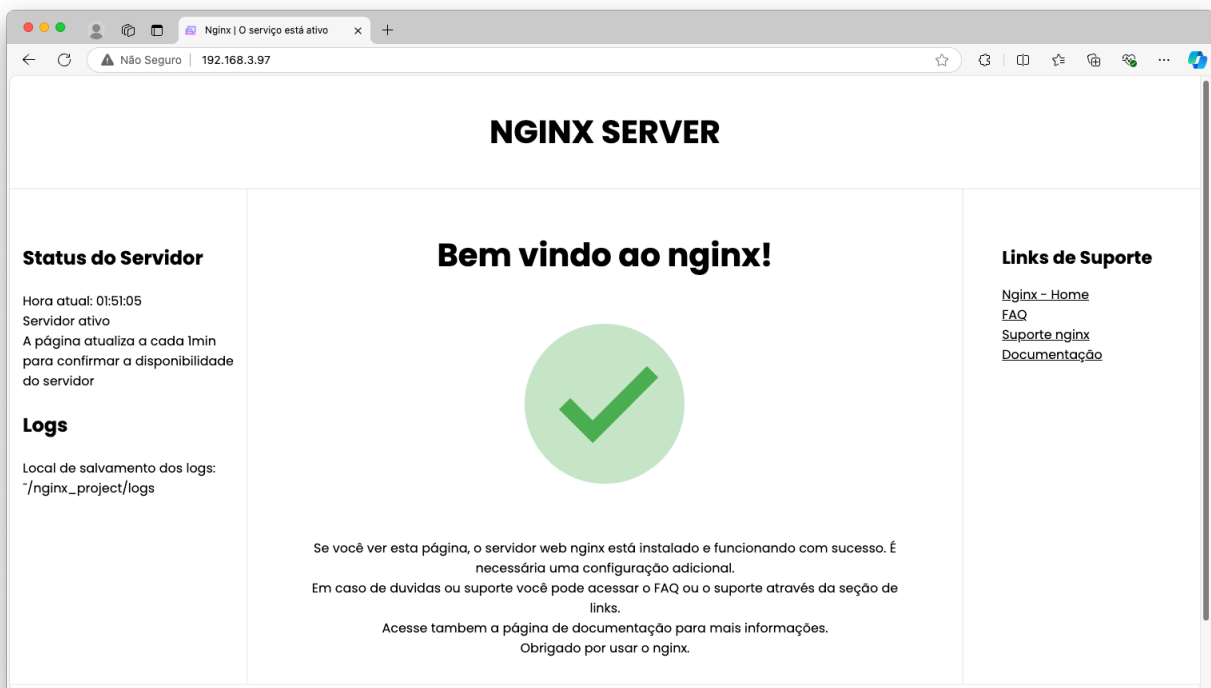 Nginx | O serviço está ativo
Não Seguro
192.168.3.97
NGINX SERVER
Status do Servidor
Hora atual: 01:51:05
Servidor ativo
A página atualiza a cada 1min
para confirmar a disponibilidade
do servidor
Logs
Local de salvamento dos logs:
~/nginx_project/logs
Bem vindo ao nginx!
Se você ver esta página, o servidor web nginx está instalado e funcionando com sucesso. É
necessária uma configuração adicional.
Em caso de duvidas ou suporte você pode acessar o FAQ ou o suporte através da seção de
links.
Acesse tambem a página de documentação para mais informações.
Obrigado por usar o nginx.
Links de Suporte
Nginx - Home
FAQ
Suporte nginx
Documentação